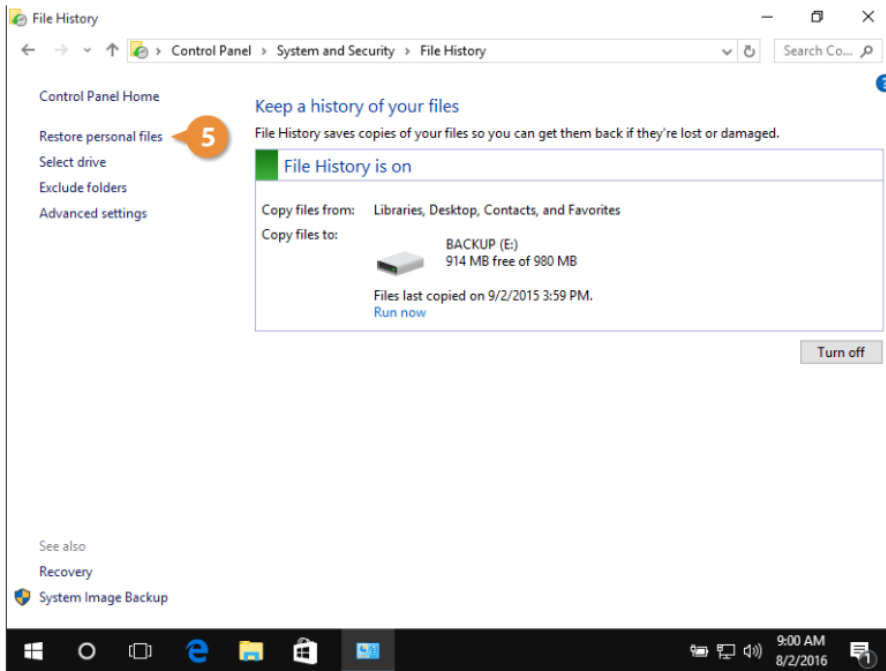 File History
Control Panel > System and Security > File History
Search Co...
Control Panel Home
Restore personal files
5
Select drive
Exclude folders
Advanced settings
Keep a history of your files
File History saves copies of your files so you can get them back if they're lost or damaged.
File History is on
Copy files from: Libraries, Desktop, Contacts, and Favorites
Copy files to:
BACKUP (E:)
914 MB free of 980 MB
Files last copied on 9/2/2015 3:59 PM.
Run now
Turn off
See also
Recovery
System Image Backup
9:00 AM
8/2/2016
1